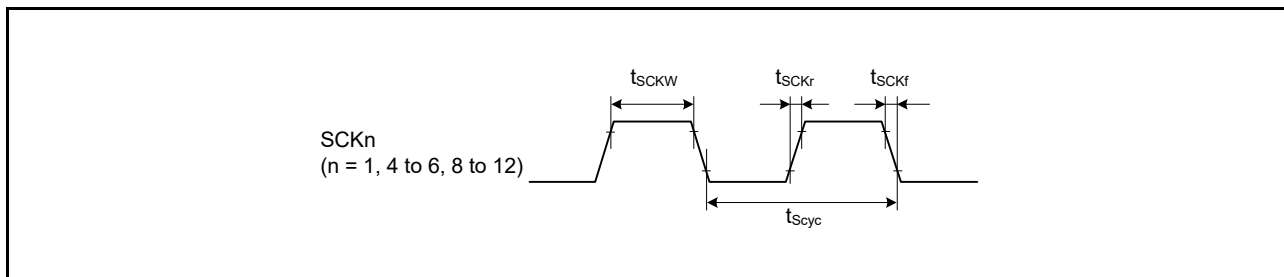 tSCKW tSCKr tSCKf
SCKn
(n = 1, 4 to 6, 8 to 12)
tScyc